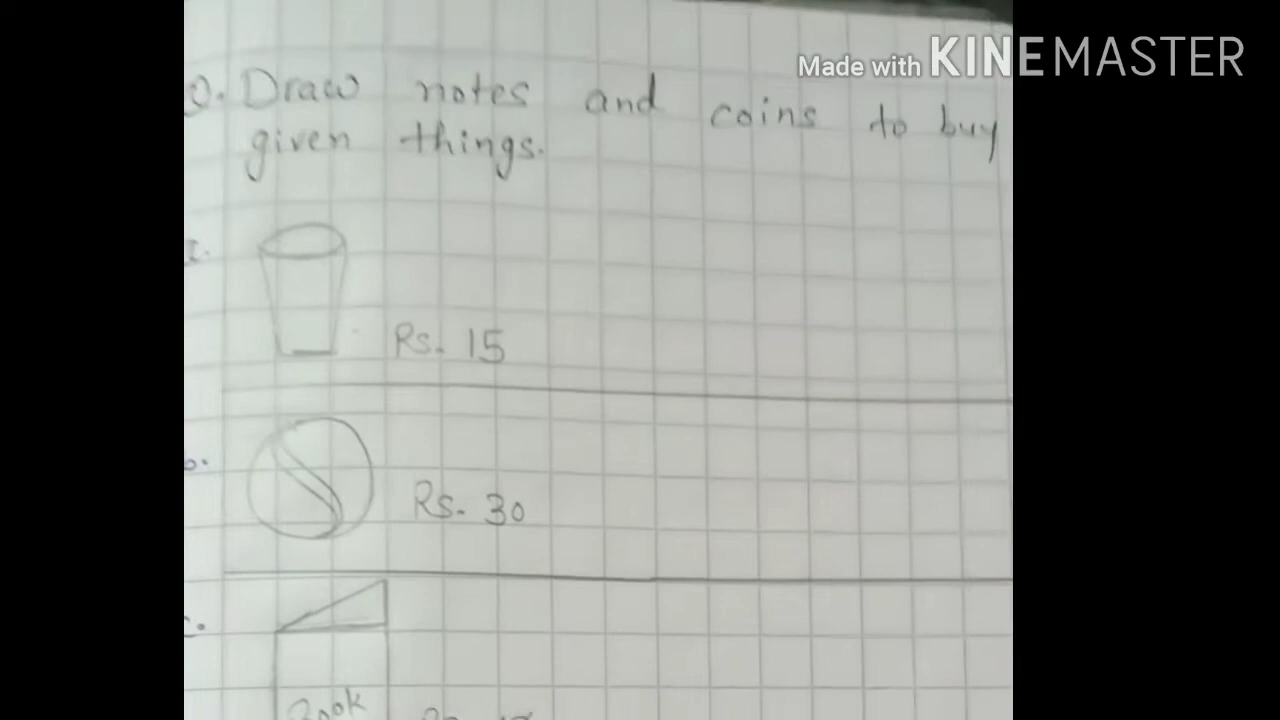 Made with KINEMASTER
Q. Draw notes and coins to buy
given things.
Rs. 15
b.
Rs. 30
c.
Book